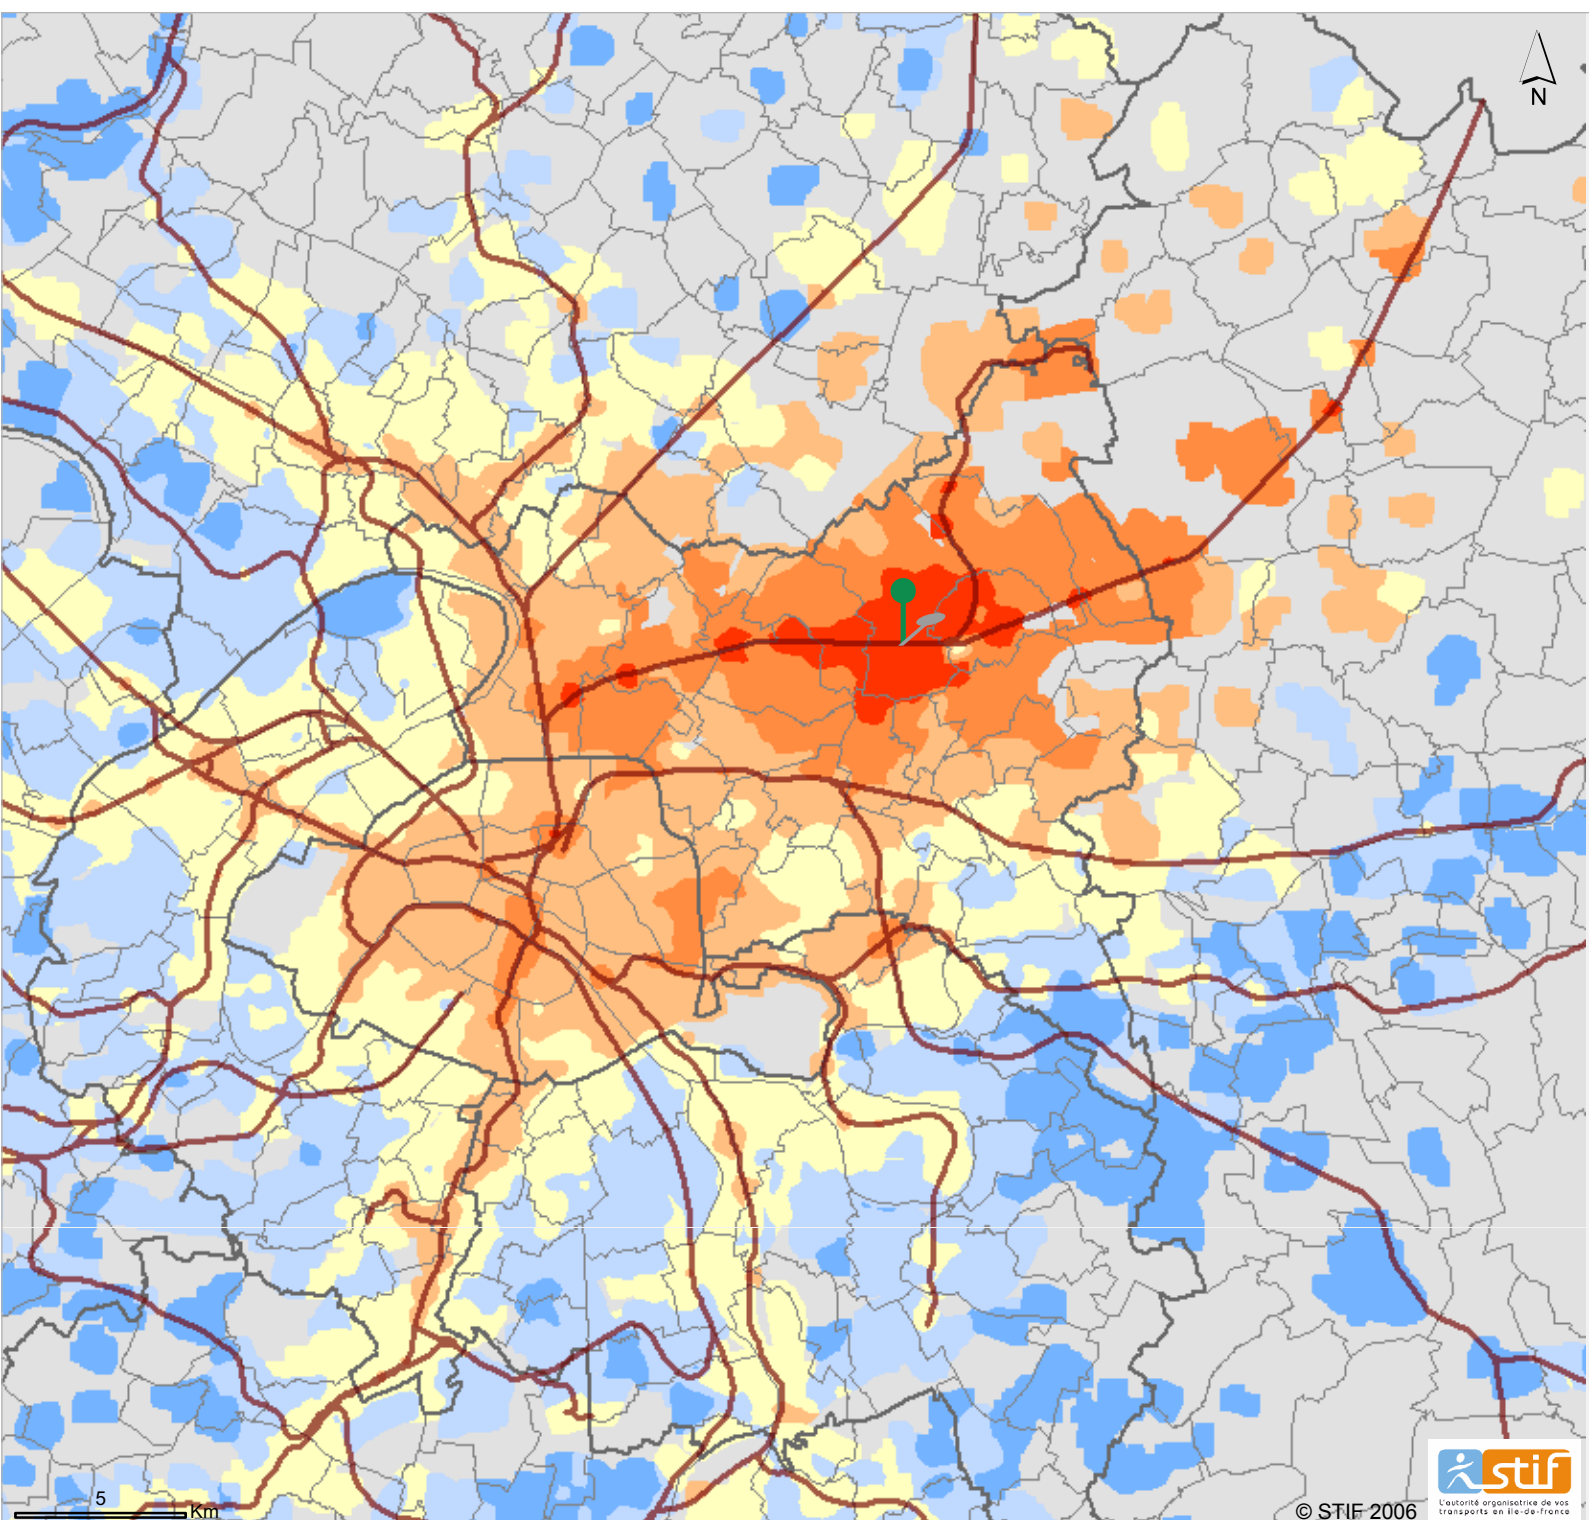 N
5
Km
© STIF 2006
stif
L'autorité organisatrice de vos
transports en île-de-france